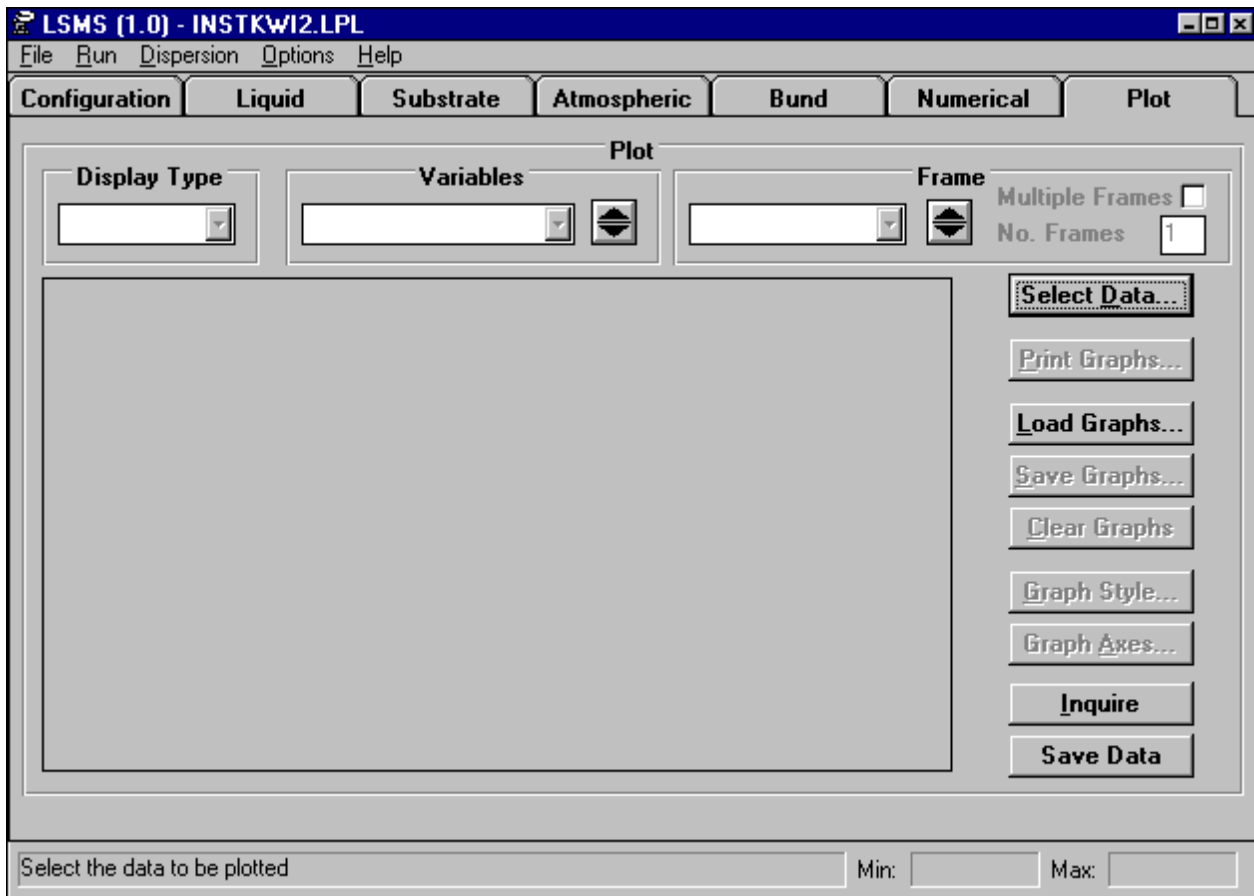 LSMS (1.0) - INSTKWI2.LPL
File Run Dispersion Options Help
Configuration Liquid Substrate Atmospheric Bund Numerical Plot
Plot
Display Type Variables Frame
Multiple Frames
No. Frames 1
Select Data...
Print Graphs...
Load Graphs...
Save Graphs...
Clear Graphs
Graph Style...
Graph Axes...
Inquire
Save Data
Select the data to be plotted Min: Max: